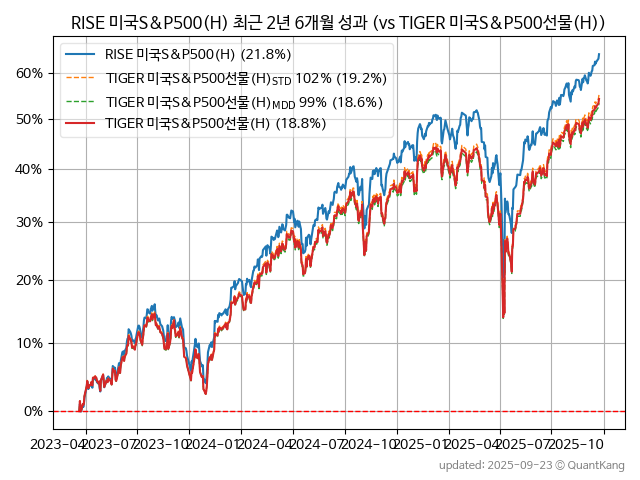 RISE 미국S&P500(H) 최근 2년 6개월 성과 (vs TIGER 미국S&P500선물(H))
RISE 미국S&P500(H) (21.8%)
TIGER 미국S&P500선물(H)STD 102% (19.2%)
TIGER 미국S&P500선물(H)MDD 99% (18.6%)
TIGER 미국S&P500선물(H) (18.8%)
60%
50%
40%
30%
20%
10%
0%
2023-04 2023-07 2023-10 2024-01 2024-04 2024-07 2024-10 2025-01 2025-04 2025-07 2025-10
updated: 2025-09-23 © QuantKang